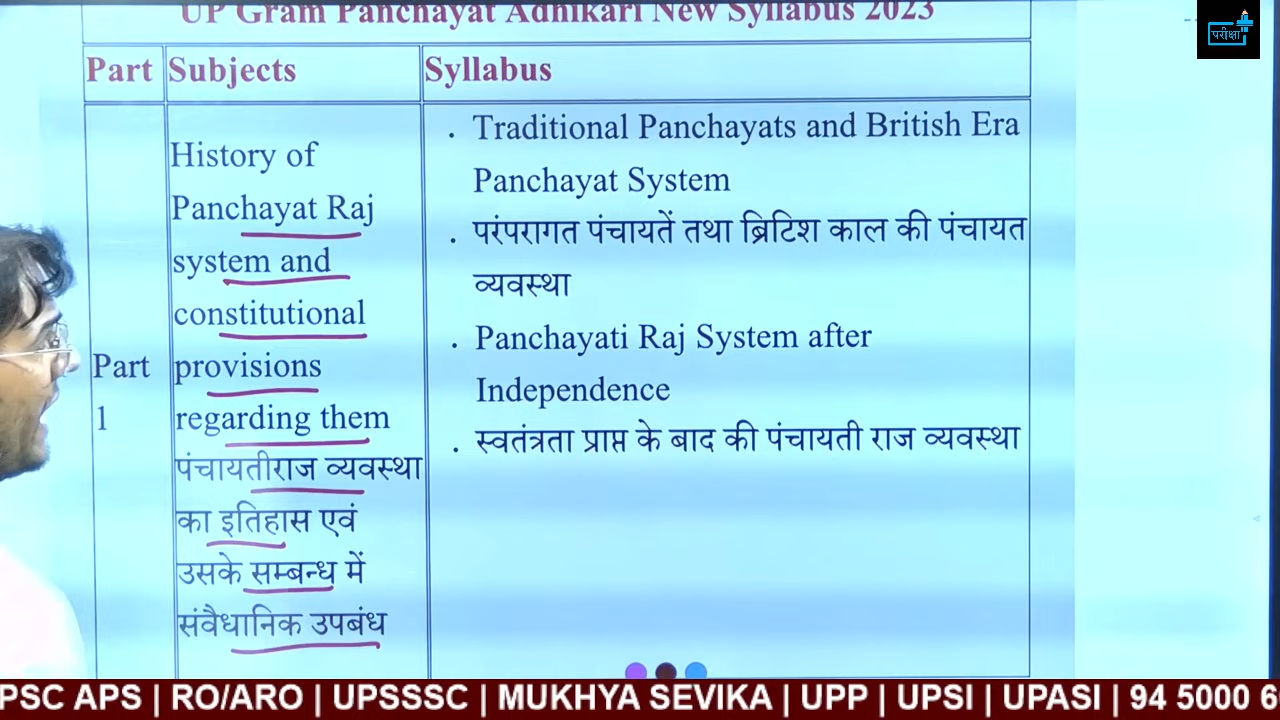 UP Gram Panchayat Adhikari New Syllabus 2023
परीक्षा
Part Subjects Syllabus
Part
1
History of
Panchayat Raj
system and
constitutional
provisions
regarding them
पंचायतीराज व्यवस्था
का इतिहास एवं
उसके सम्बन्ध में
संवैधानिक उपबंध
. Traditional Panchayats and British Era
Panchayat System
. परंपरागत पंचायतें तथा ब्रिटिश काल की पंचायत
व्यवस्था
. Panchayati Raj System after
Independence
. स्वतंत्रता प्राप्त के बाद की पंचायती राज व्यवस्था
PSC APS | RO/ARO | UPSSSC | MUKHYA SEVIKA | UPP | UPSI | UPASI | 94 5000 6